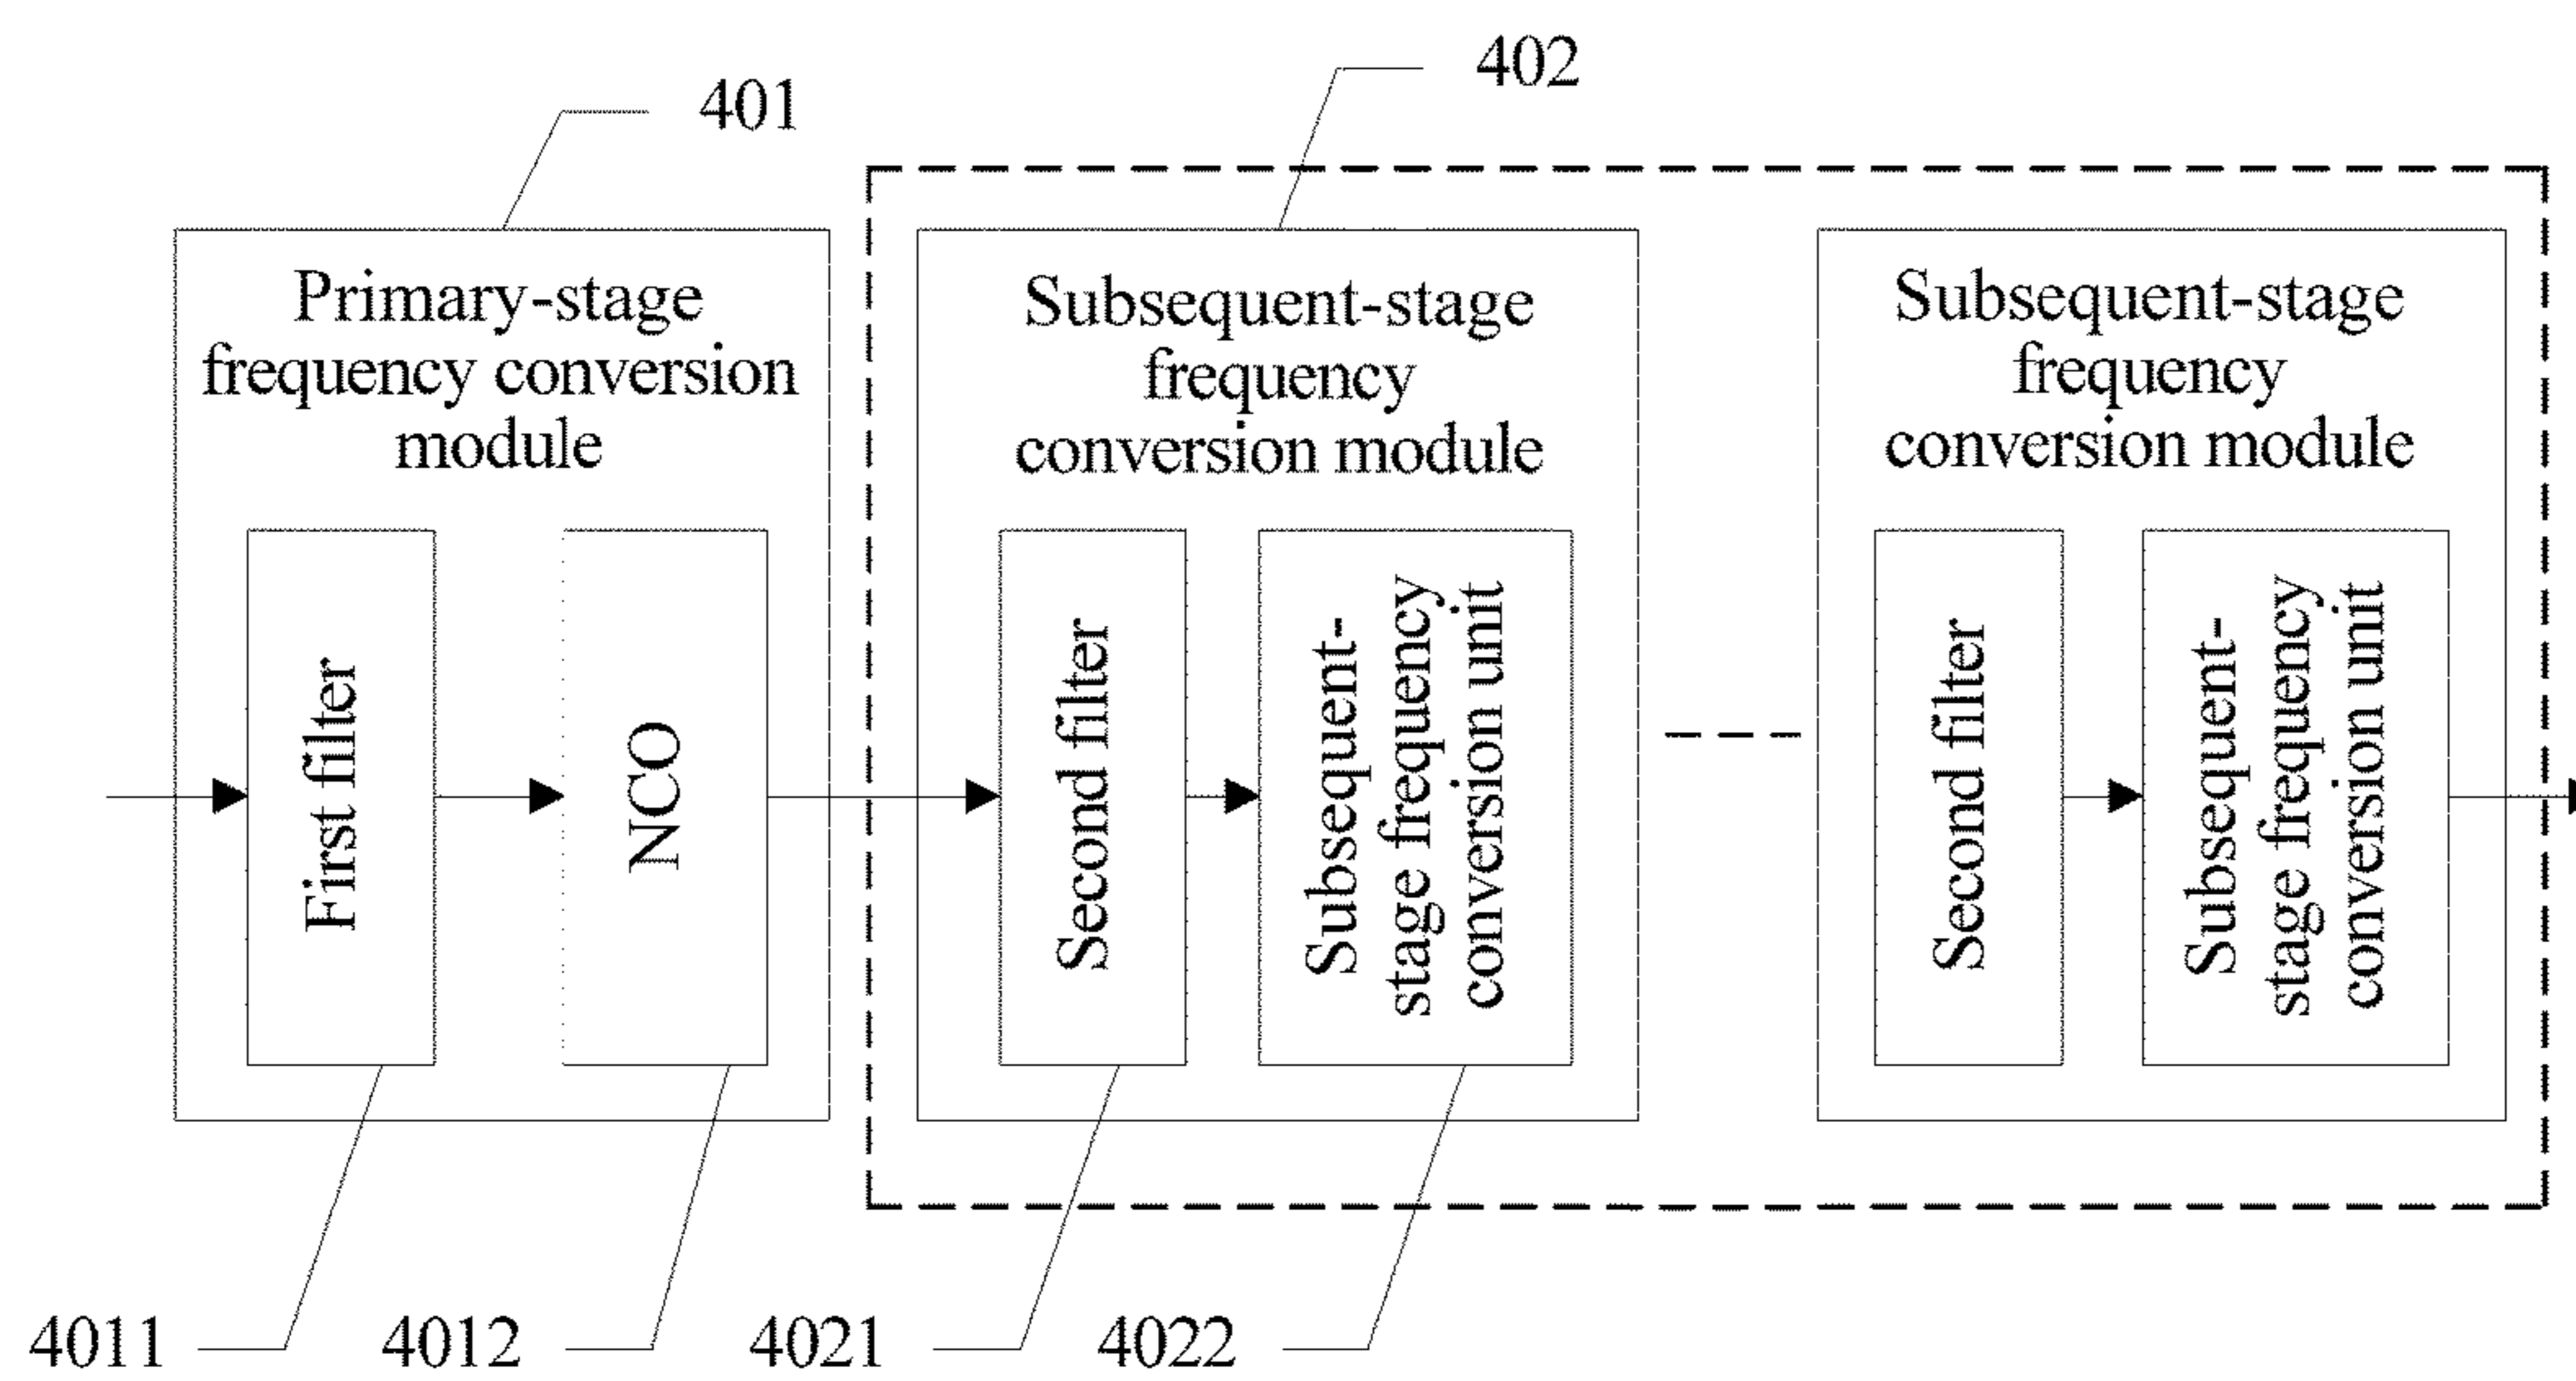 401
402
Primary-stage
frequency conversion
module
Subsequent-stage
frequency
conversion module
Subsequent-stage
frequency
conversion module
First filter
NCO
Second filter
Subsequent-
stage frequency
conversion unit
Second filter
Subsequent-
stage frequency
conversion unit
4011
4012
4021
4022